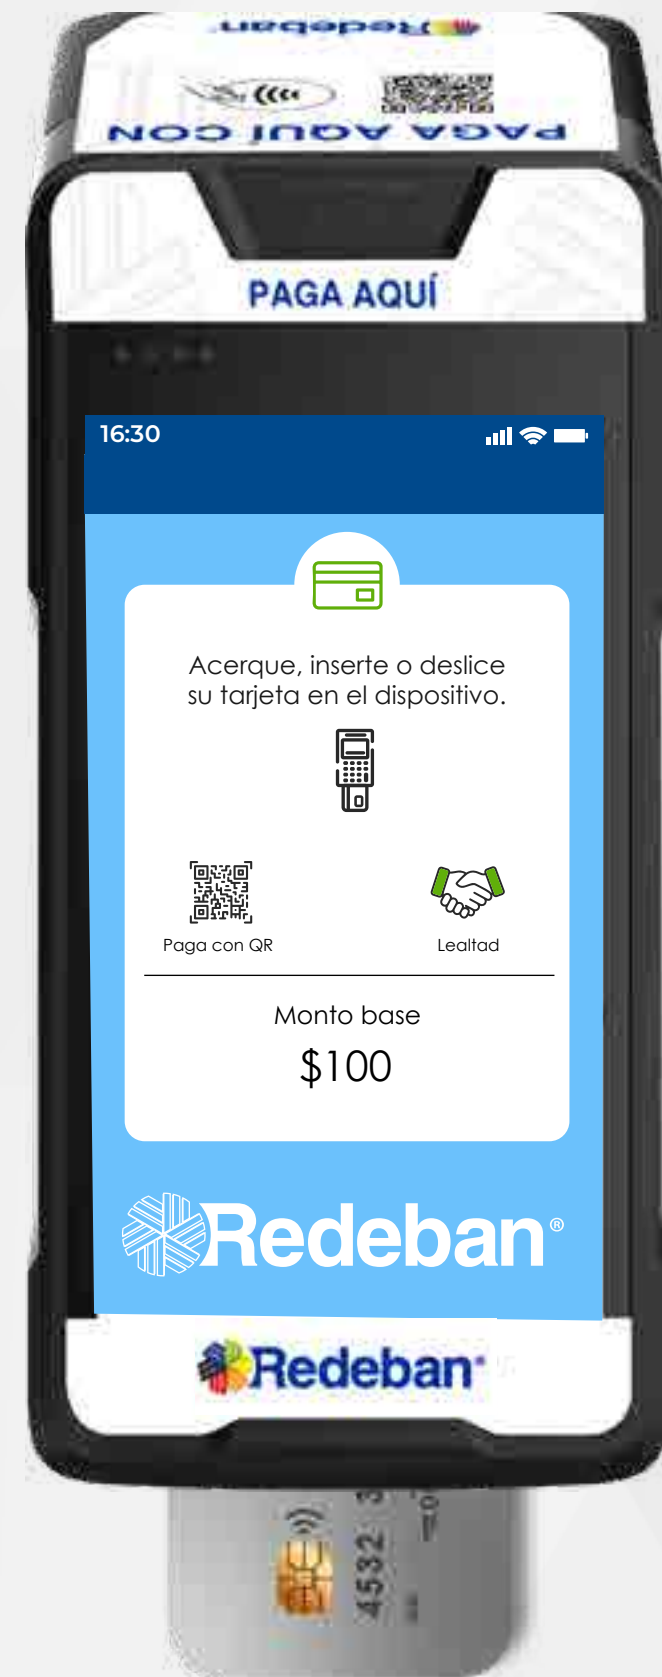 Redeban
PAGA AQUÍ CON
PAGA AQUÍ
16:30
Acerque, inserte o deslice
su tarjeta en el dispositivo.
Paga con QR
Lealtad
Monto base
$100
Redeban®
Redeban
4532 3